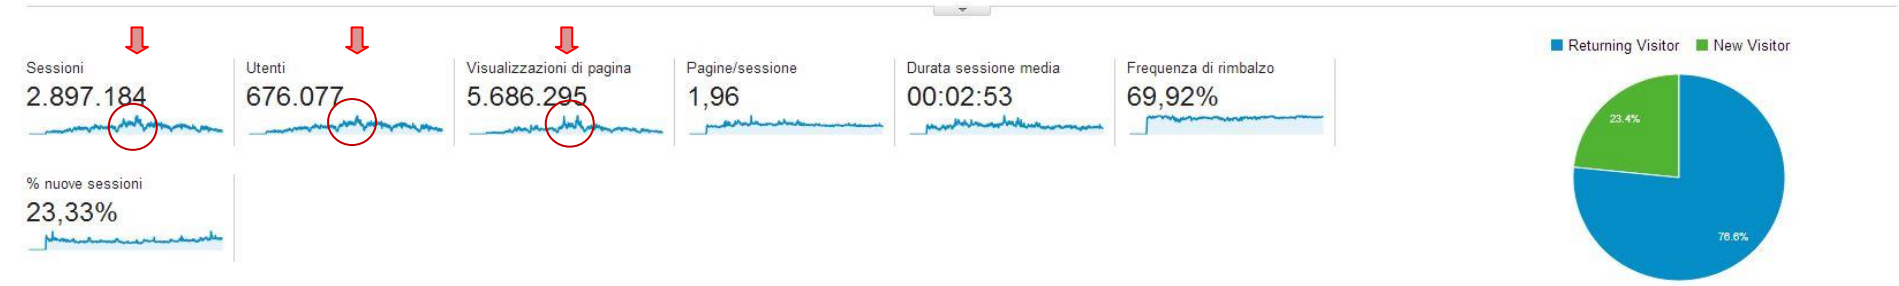 Sessioni
2.897.184
Utenti
676.077
Visualizzazioni di pagina
5.686.295
Pagine/sessione
1,96
Durata sessione media
00:02:53
Frequenza di rimbalzo
69,92%
% nuove sessioni
23,33%
Returning Visitor
New Visitor
23.4%
76.6%